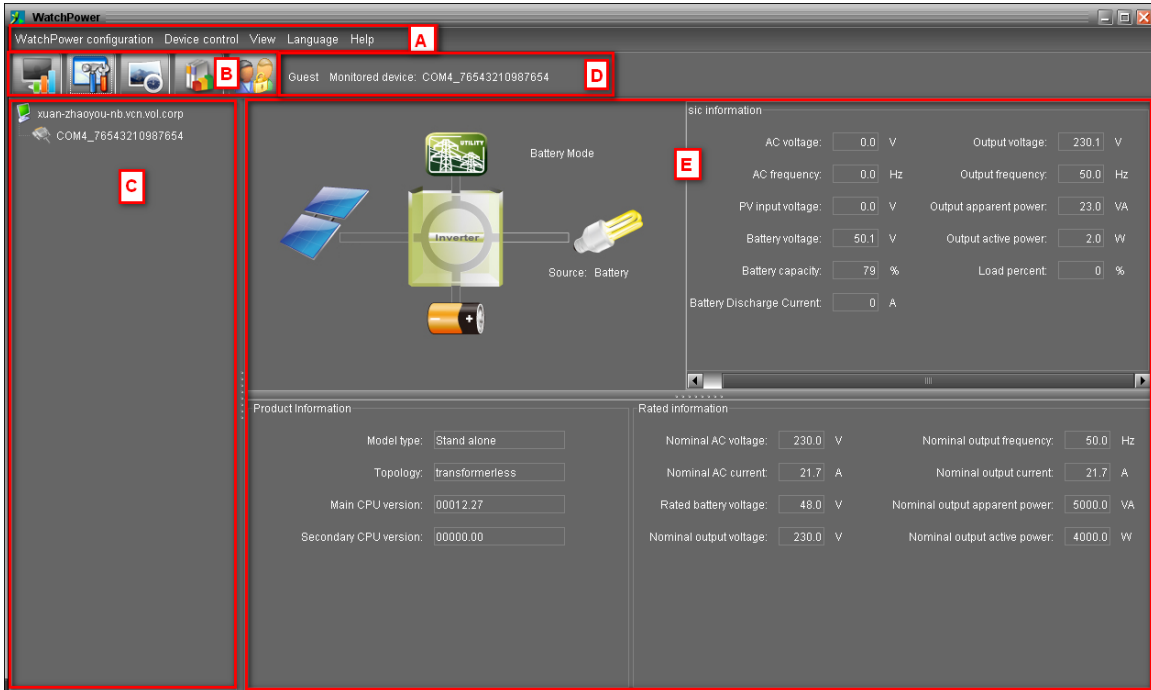 WatchPower
WatchPower configuration Device control View Language Help
A
B
Guest Monitored device: COM4_76543210987654
D
xuan-zhaoyou-nb.vcn.vol.corp
COM4_76543210987654
C
UTILITY
Battery Mode
Inverter
Source: Battery
E
sic information
AC voltage: 0.0 V Output voltage: 230.1 V
AC frequency: 0.0 Hz Output frequency: 50.0 Hz
PV input voltage: 0.0 V Output apparent power: 23.0 VA
Battery voltage: 50.1 V Output active power: 2.0 W
Battery capacity: 79 % Load percent: 0 %
Battery Discharge Current: 0 A
Product Information
Model type: Stand alone
Topology: transformerless
Main CPU version: 00012.27
Secondary CPU version: 00000.00
Rated information
Nominal AC voltage: 230.0 V Nominal output frequency: 50.0 Hz
Nominal AC current: 21.7 A Nominal output current: 21.7 A
Rated battery voltage: 48.0 V Nominal output apparent power: 5000.0 VA
Nominal output voltage: 230.0 V Nominal output active power: 4000.0 W